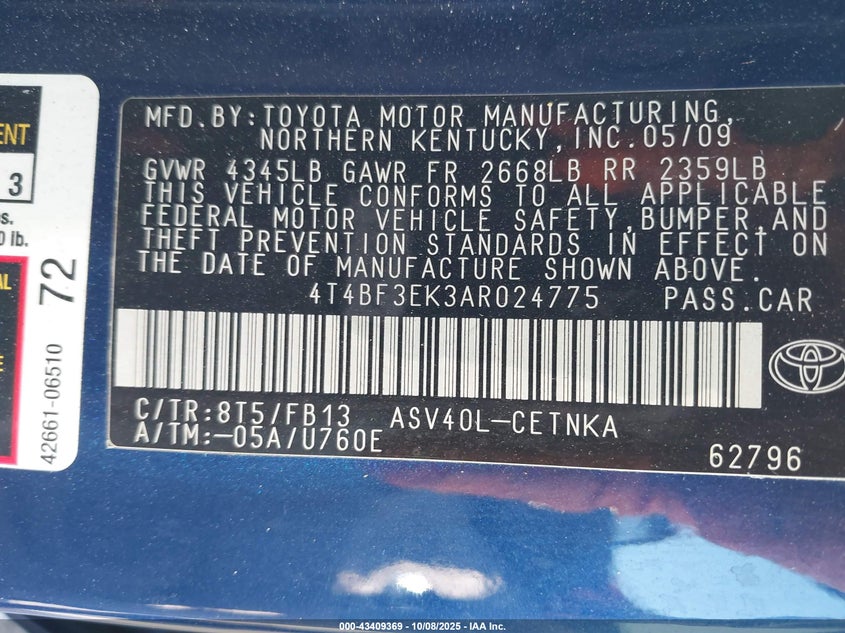 MFD.BY:TOYOTA MOTOR MANUFACTURING,
NORTHERN KENTUCKY,INC.05/09
GVWR 4345LB GAWR FR 2668LB RR 2359LB
THIS VEHICLE CONFORMS TO ALL APPLICABLE
FEDERAL MOTOR VEHICLE SAFETY,BUMPER,AND
THEFT PREVENTION STANDARDS IN EFFECT ON
THE DATE OF MANUFACTURE SHOWN ABOVE.
4T4BF3EK3AR024775 PASS.CAR
C/TR:8T5/FB13 ASV40L-CETNKA
A/TM:-05A/U760E
62796
3
0 lb.
42661-06510 72
000-43409369 - 10/08/2025 - IAA Inc.